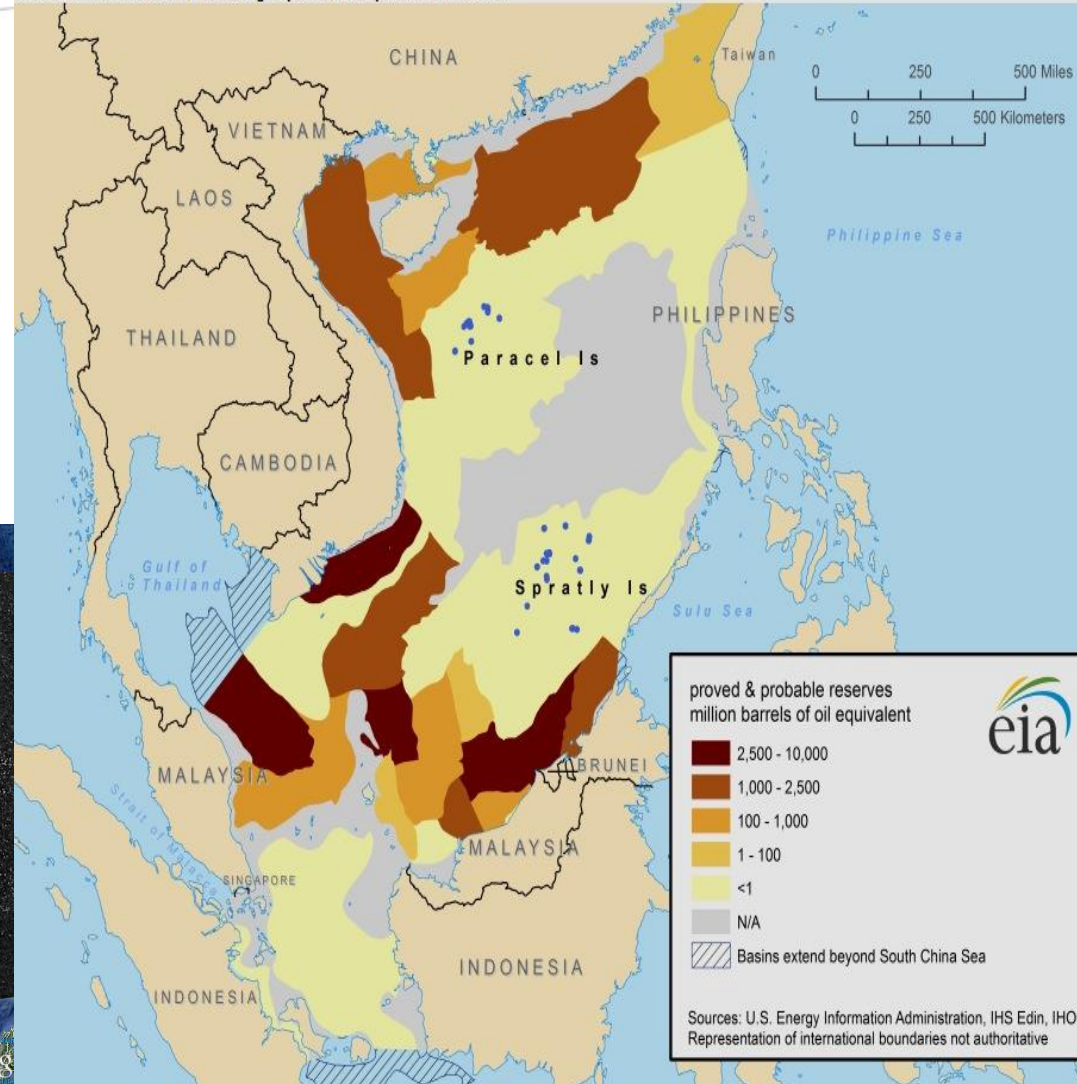 CHINA
Taiwan
0 250 500 Miles
0 250 500 Kilometers
VIETNAM
LAOS
Philippine Sea
THAILAND
PHILIPPINES
Paracel Is
CAMBODIA
Gulf of
Thailand
Spratly Is
Sulu Sea
proved & probable reserves
million barrels of oil equivalent
eia
2,500 - 10,000
1,000 - 2,500
100 - 1,000
1 - 100
<1
N/A
Basins extend beyond South China Sea
BRUNEI
MALAYSIA
Strait of Malacca
MALAYSIA
SINGAPORE
INDONESIA
INDONESIA
Sources: U.S. Energy Information Administration, IHS Edin, IHO
Representation of international boundaries not authoritative